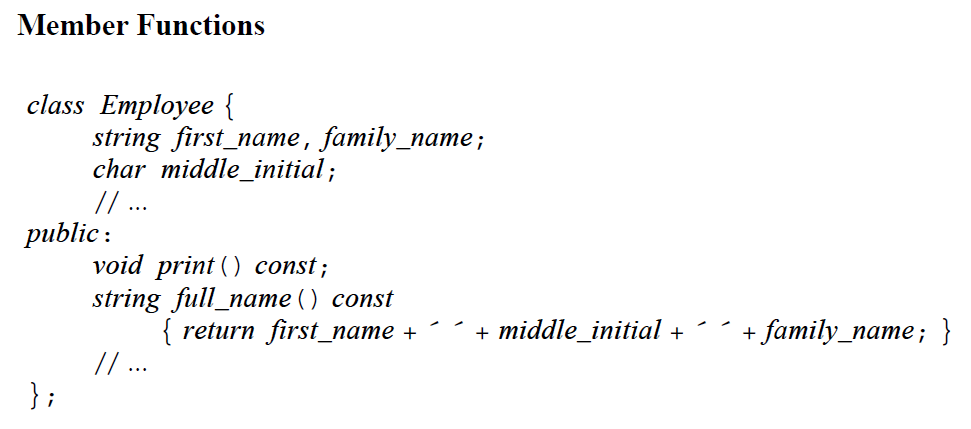 Member Functions
class Employee {
string first_name, family_name;
char middle_initial;
// ...
public:
void print() const;
string full_name() const
{ return first_name + ´ ´ + middle_initial + ´ ´ + family_name; }
// ...
};